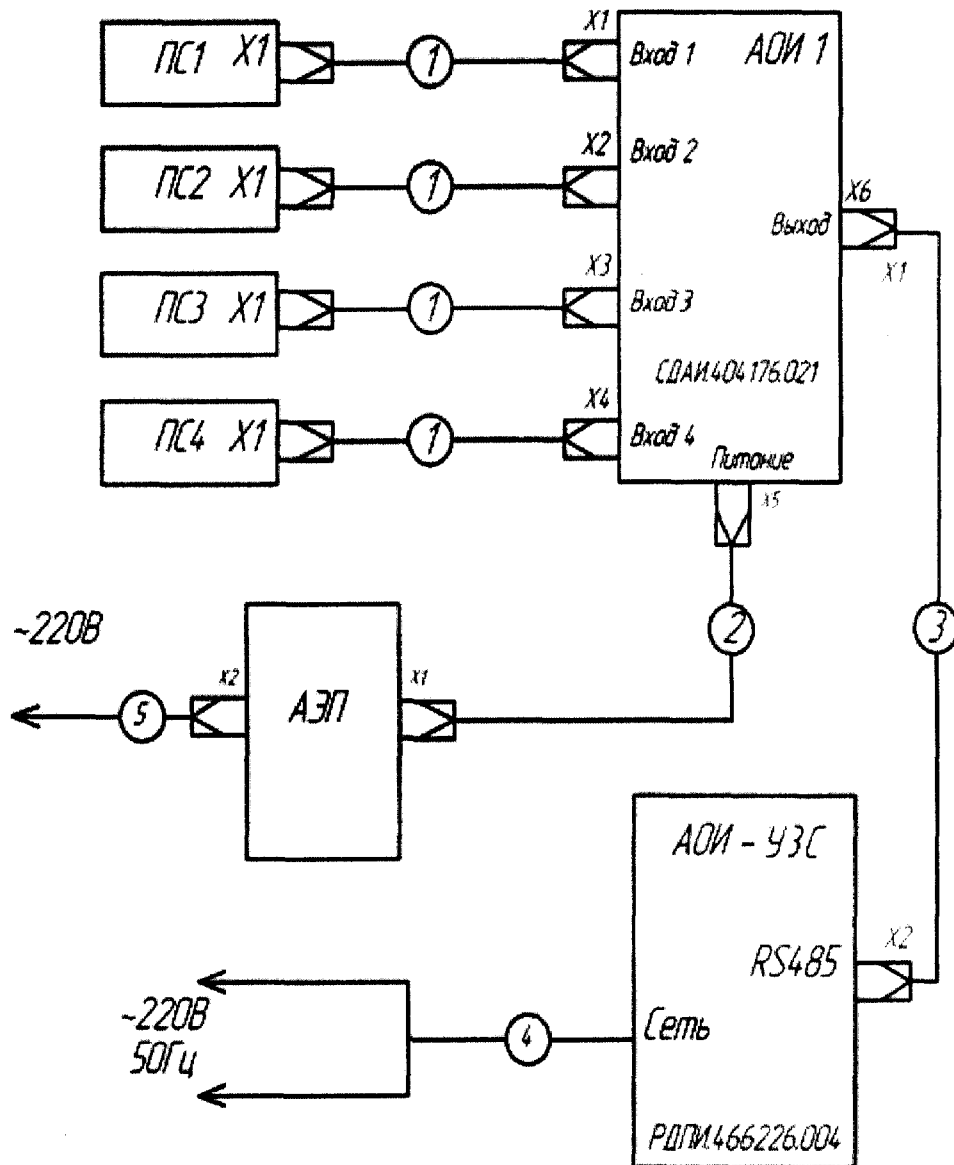 ПС1 X1
1
X1
Вход 1
АОИ 1
ПС2 X1
1
X2
Вход 2
X6
Выход
X1
ПС3 X1
1
X3
Вход 3
СДАИ.404176.021
ПС4 X1
1
X4
Вход 4
Питание
X5
~220В
5
X2
АЭП
X1
2
3
АОИ - УЗС
RS485
X2
~220В
50Гц
4
Сеть
РДПИ.466226.004